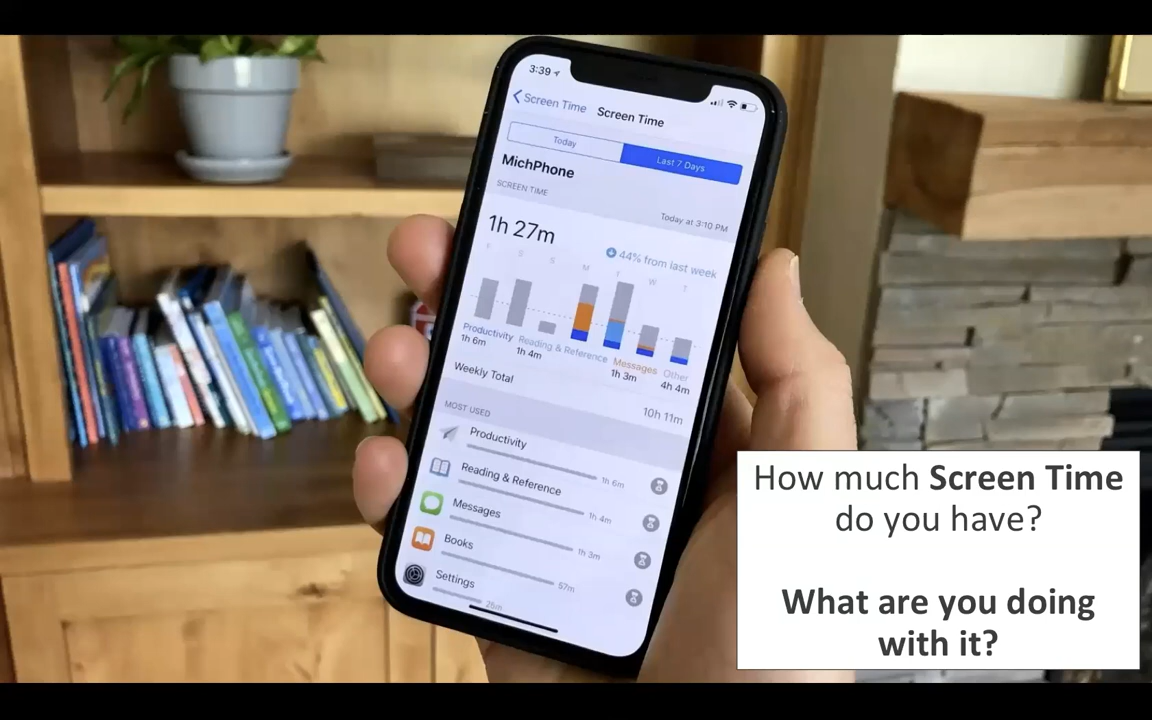 3:39
Screen Time Screen Time
Today Last 7 Days
MichPhone
SCREEN TIME
Today at 3:10 PM
1h 27m
44% from last week
S S M T W T
Productivity Reading & Reference Messages Other
1h 6m 1h 4m 1h 3m 4h 4m
Weekly Total 10h 11m
MOST USED
Productivity
1h 6m
Reading & Reference
1h 4m
Messages
1h 3m
Books
57m
Settings
How much Screen Time
do you have?
What are you doing
with it?